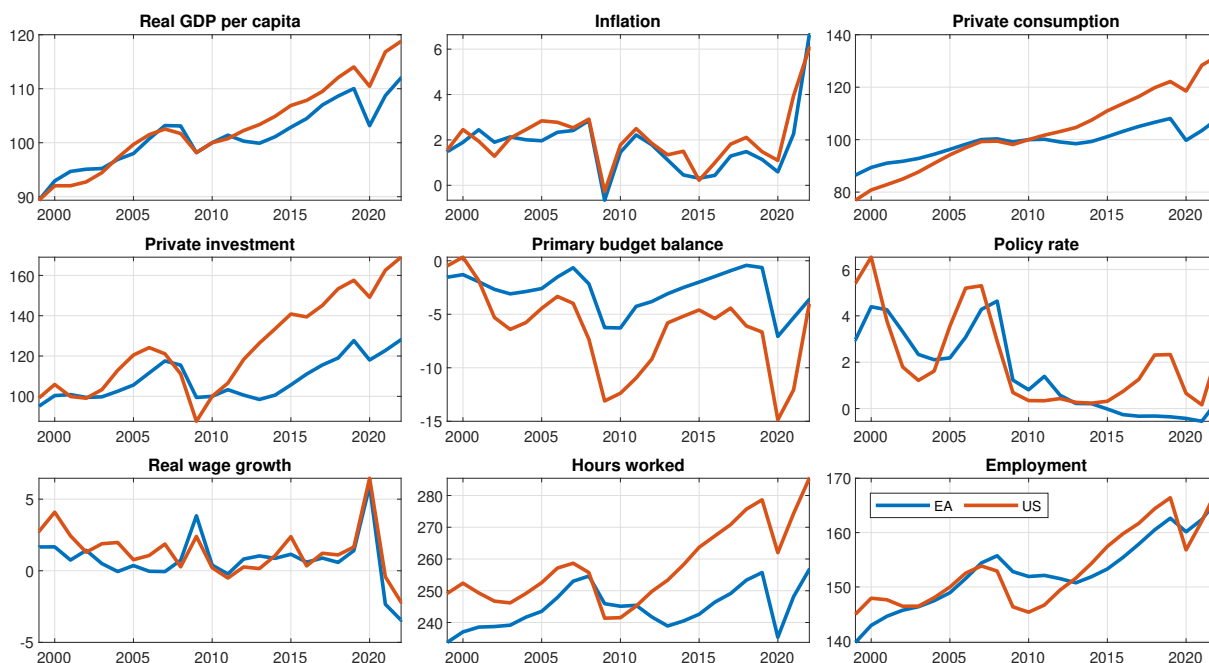 Real GDP per capita
120
110
100
90
2000 2005 2010 2015 2020
Inflation
6
4
2
0
2000 2005 2010 2015 2020
Private consumption
140
120
100
80
2000 2005 2010 2015 2020
Private investment
160
140
120
100
2000 2005 2010 2015 2020
Primary budget balance
0
-5
-10
-15
2000 2005 2010 2015 2020
Policy rate
6
4
2
0
2000 2005 2010 2015 2020
Real wage growth
5
0
-5
2000 2005 2010 2015 2020
Hours worked
280
270
260
250
240
2000 2005 2010 2015 2020
Employment
170
EA US
160
150
140
2000 2005 2010 2015 2020